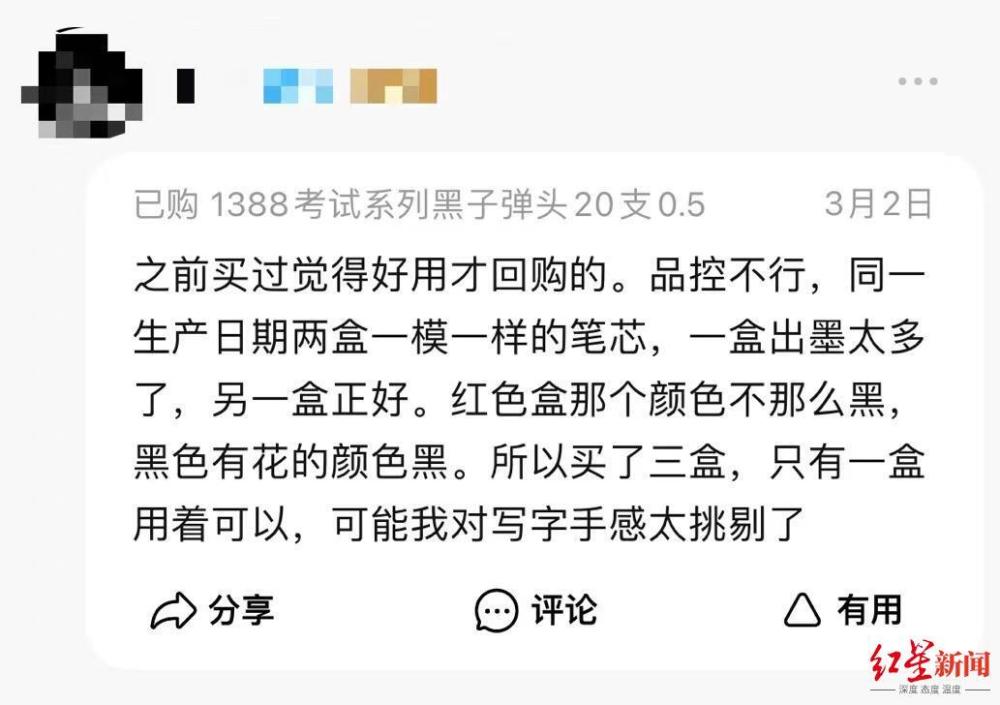 已购 1388考试系列黑子弹头20支0.5 3月2日
之前买过觉得好用才回购的。品控不行，同一
生产日期两盒一模一样的笔芯，一盒出墨太多
了，另一盒正好。红色盒那个颜色不那么黑，
黑色有花的颜色黑。所以买了三盒，只有一盒
用着可以，可能我对写字手感太挑剔了
分享 评论 有用
红星新闻
深度 态度 温度